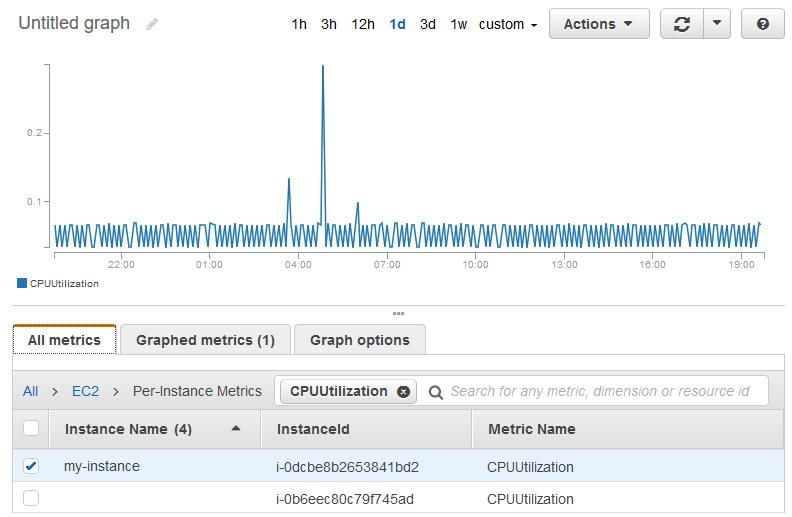 Untitled graph 1h 3h 12h 1d 3d 1w custom Actions
0.2
0.1
22:00 01:00 04:00 07:00 10:00 13:00 16:00 19:00
CPUUtilization
All metrics Graphed metrics (1) Graph options
All > EC2 > Per-Instance Metrics CPUUtilization Search for any metric, dimension or resource id
Instance Name (4) InstanceId Metric Name
my-instance i-0dcbe8b2653841bd2 CPUUtilization
i-0b6eec80c79f745ad CPUUtilization